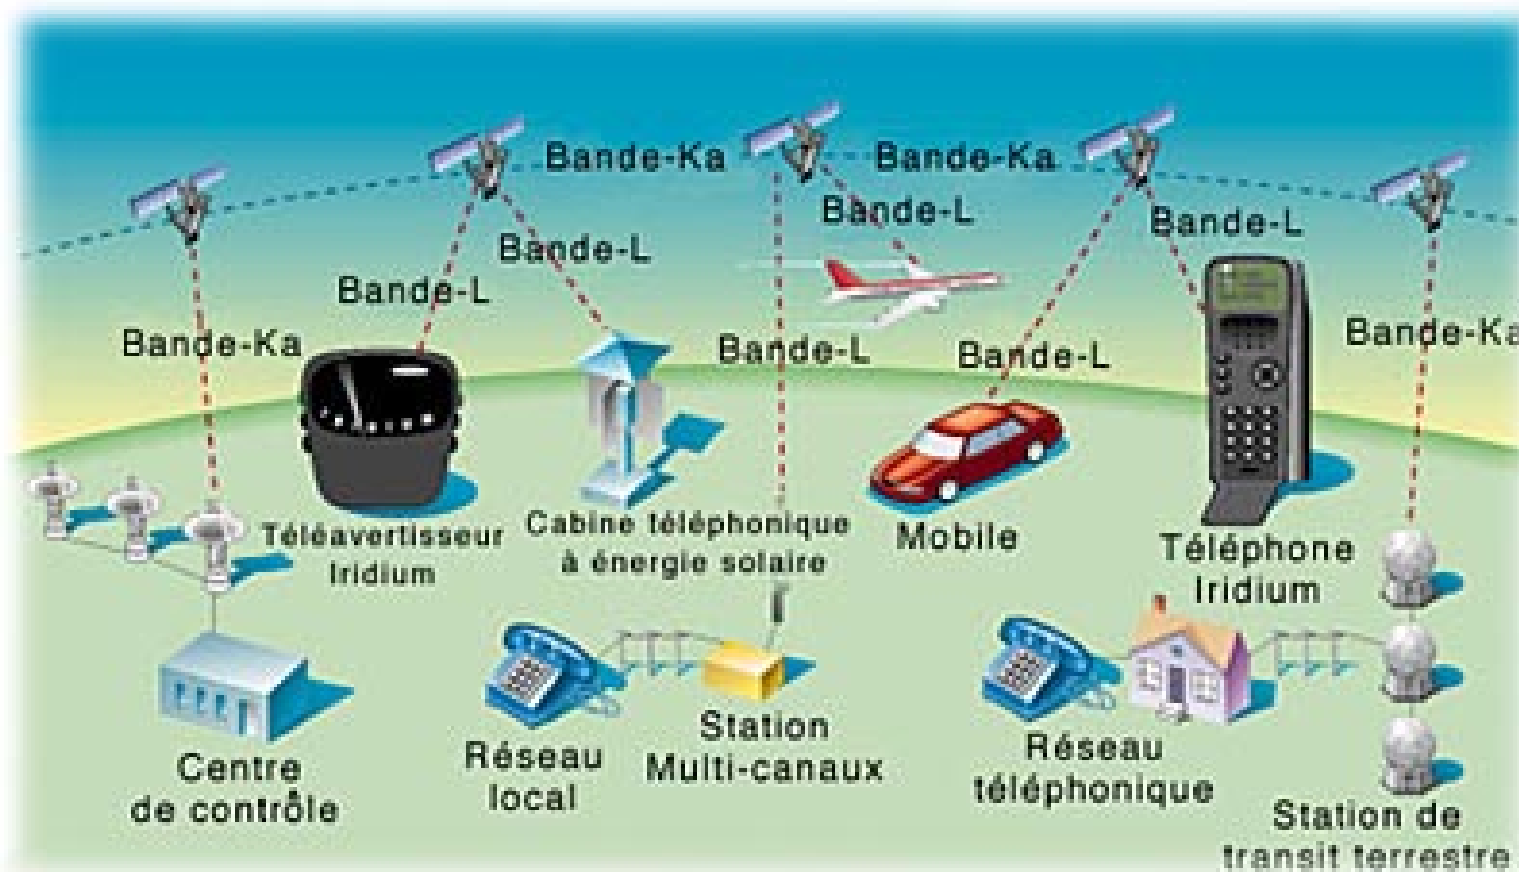 Bande-Ka
Bande-Ka
Bande-L
Bande-L
Bande-L
Bande-L
Bande-Ka
Bande-L
Bande-L
Bande-Ka
Téléavertisseur
Iridium
Cabine téléphonique
à énergie solaire
Mobile
Téléphone
Iridium
Centre
de contrôle
Réseau
local
Station
Multi-canaux
Réseau
téléphonique
Station de
transit terrestre